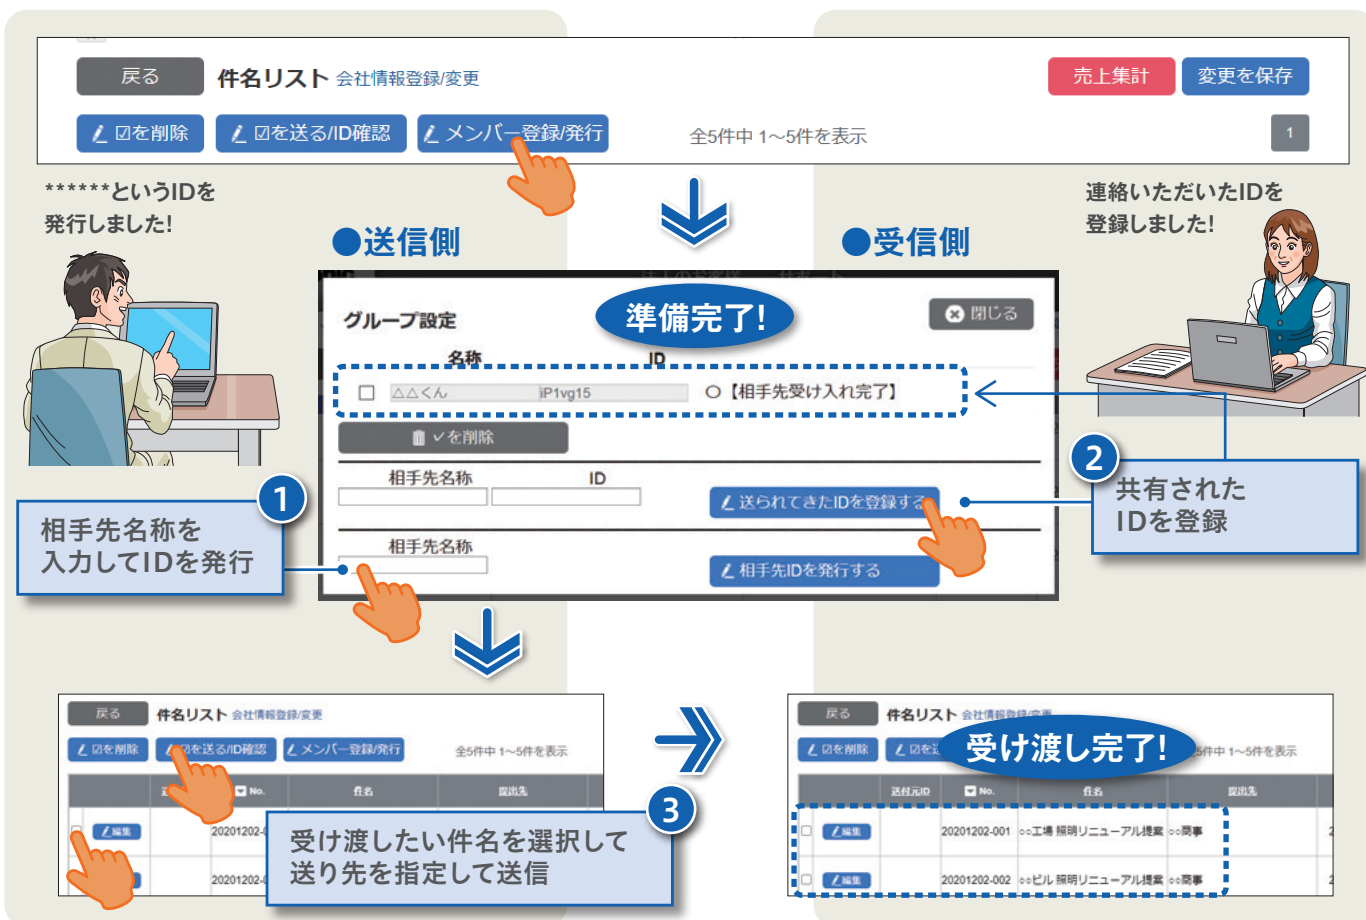 戻る 件名リスト 会社情報登録/変更 売上集計 変更を保存
☑を削除 ☑を送る/ID確認 メンバー登録/発行 全5件中 1～5件を表示 1
******というIDを
発行しました!
連絡いただいたIDを
登録しました!
●送信側
●受信側
グループ設定
準備完了!
閉じる
名称 ID
△△くん iP1vg15 ○【相手先受け入れ完了】
✓を削除
相手先名称 ID
送られてきたIDを登録する
相手先名称
相手先IDを発行する
1
相手先名称を
入力してIDを発行
2
共有された
IDを登録
戻る 件名リスト 会社情報登録/変更
☑を削除 ☑を送る/ID確認 メンバー登録/発行 全5件中 1～5件を表示
No. 件名 提出先
編集 20201202-
20201202-
3
受け渡したい件名を選択して
送り先を指定して送信
戻る 件名リスト 会社情報登録/変更
☑を削除 ☑を 件中 1～5件を表示
受け渡し完了!
送付元ID No. 件名 提出先
編集 20201202-001 ○○工場 照明リニューアル提案 ○○商事 2
編集 20201202-002 ○○ビル 照明リニューアル提案 ○○商事 2